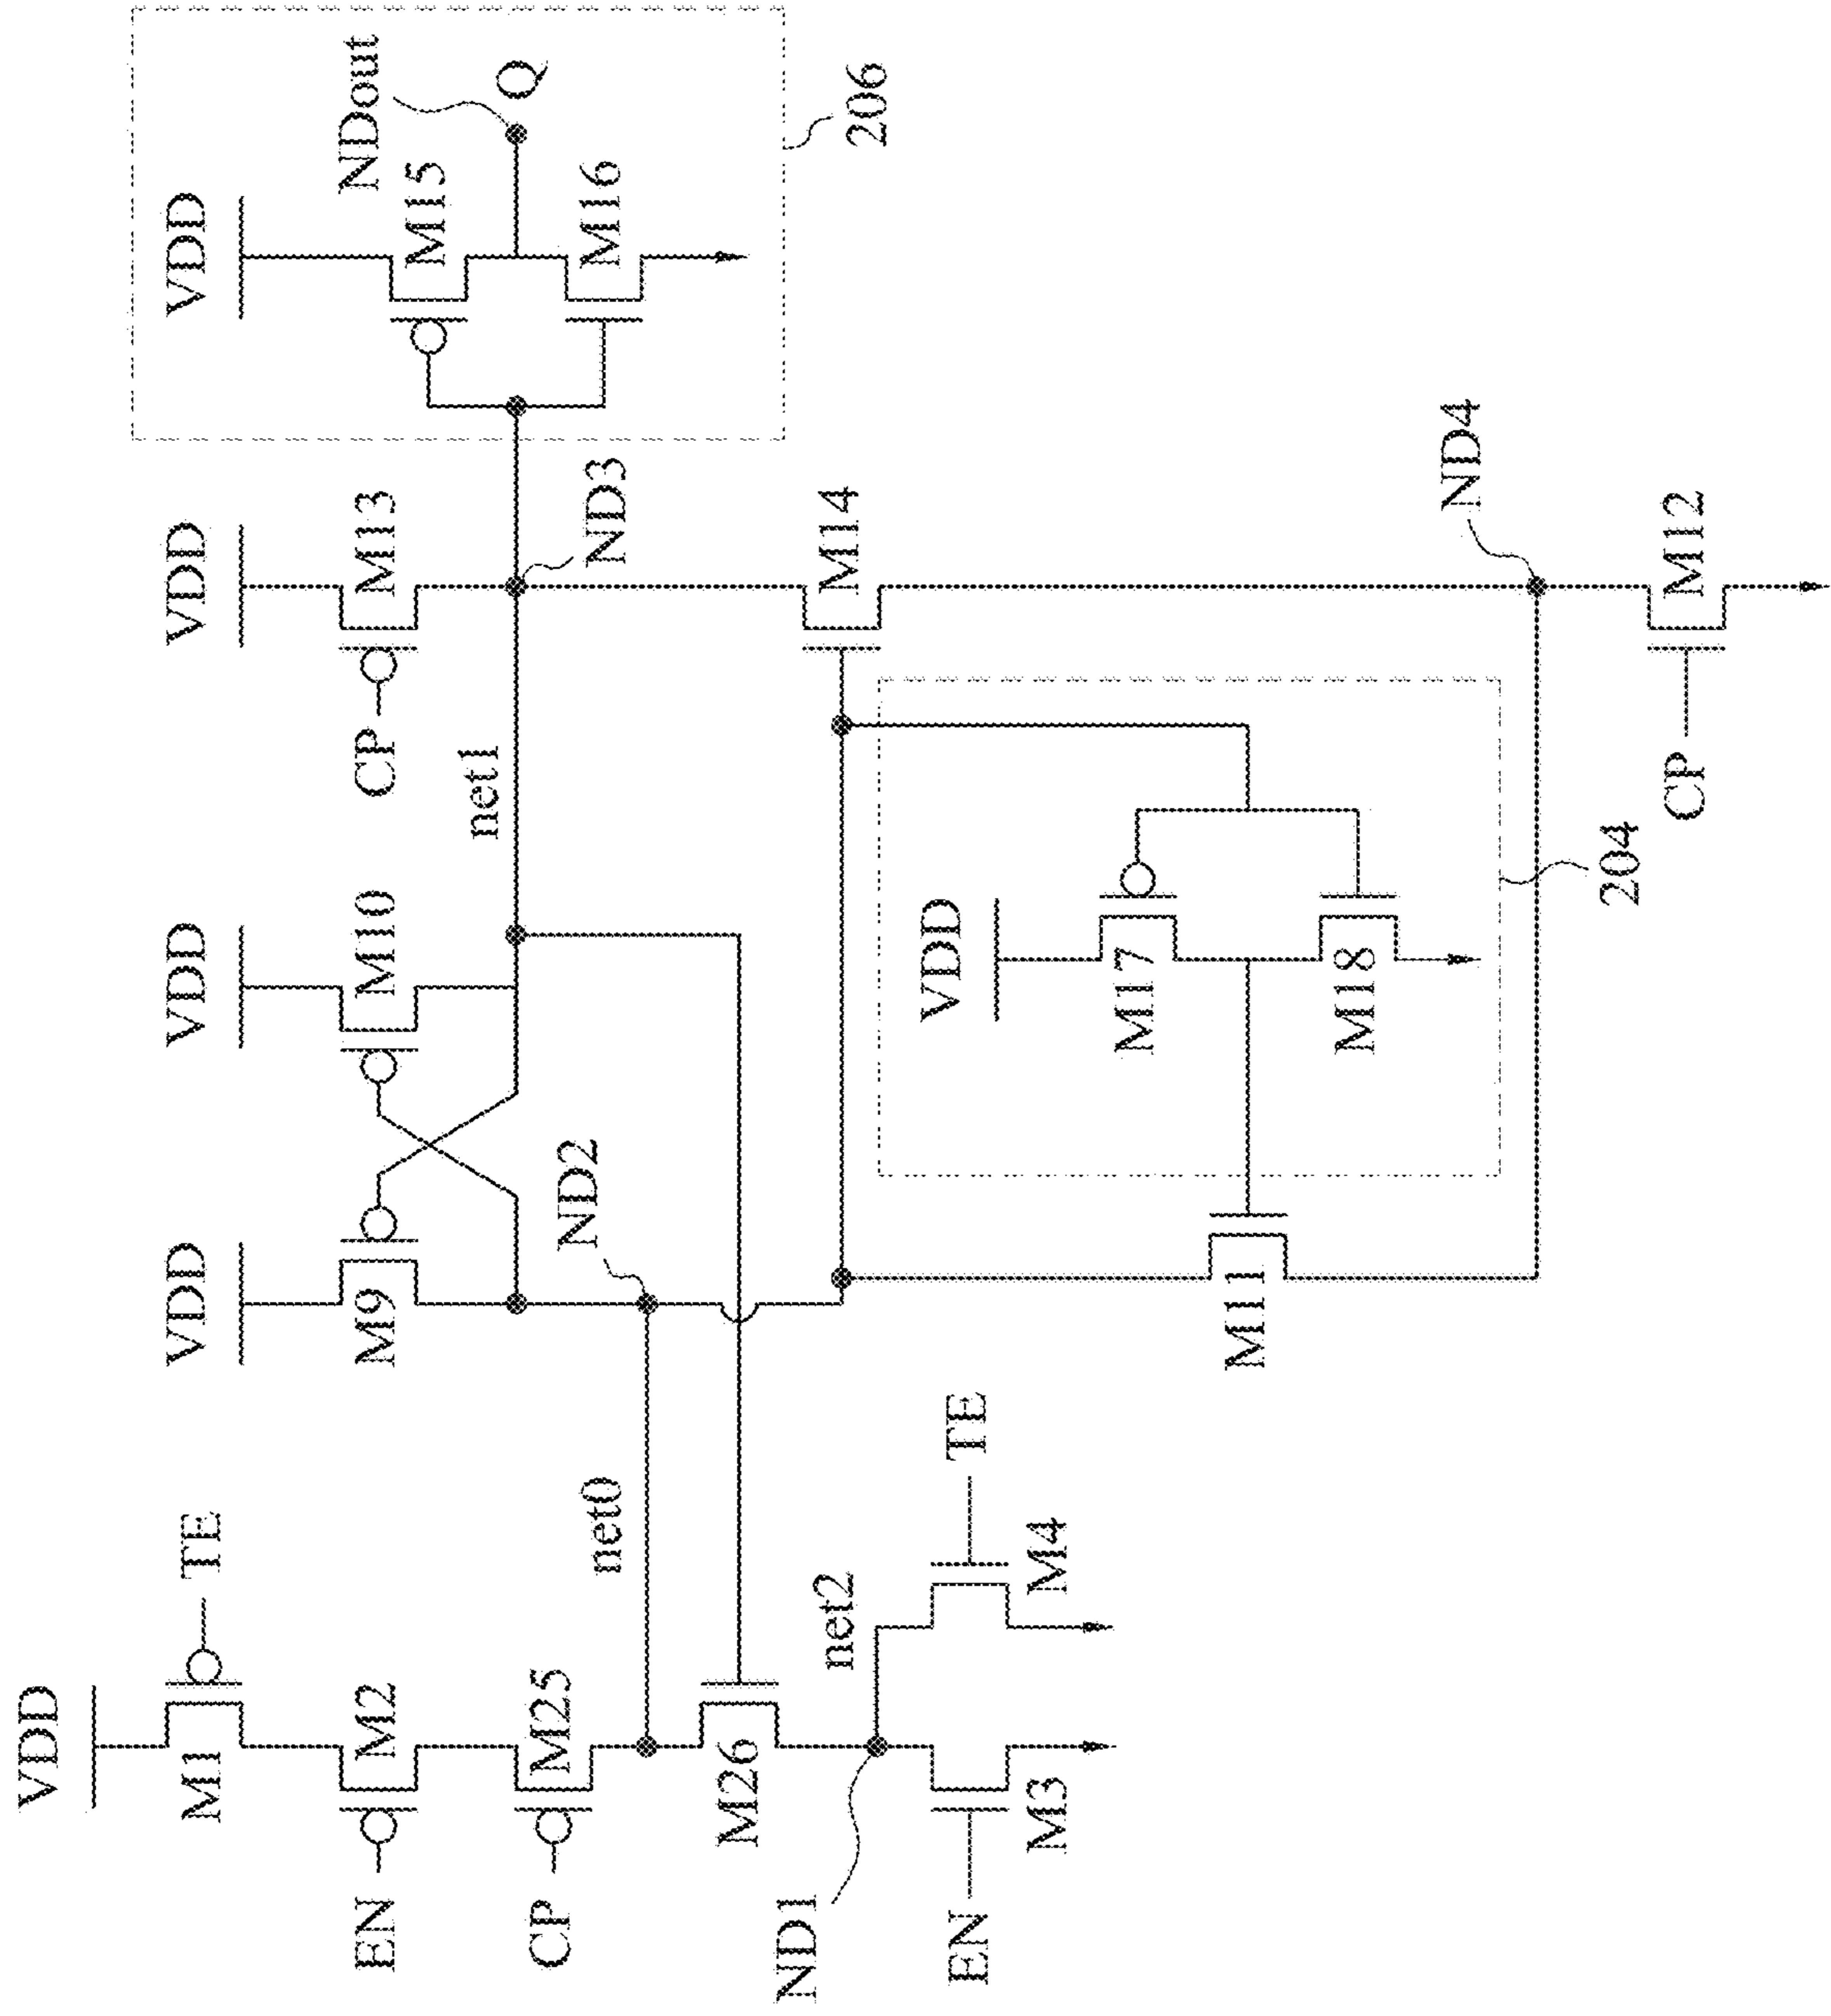 VDD
M1
TE
EN
M2
CP
M25
net0
M26
ND1
net2
EN
M3
M4
TE
VDD
M9
VDD
M10
ND2
net1
VDD
CP
M13
ND3
M14
VDD
M17
M18
204
M11
ND4
CP
M12
VDD
M15
NDout
Q
M16
206